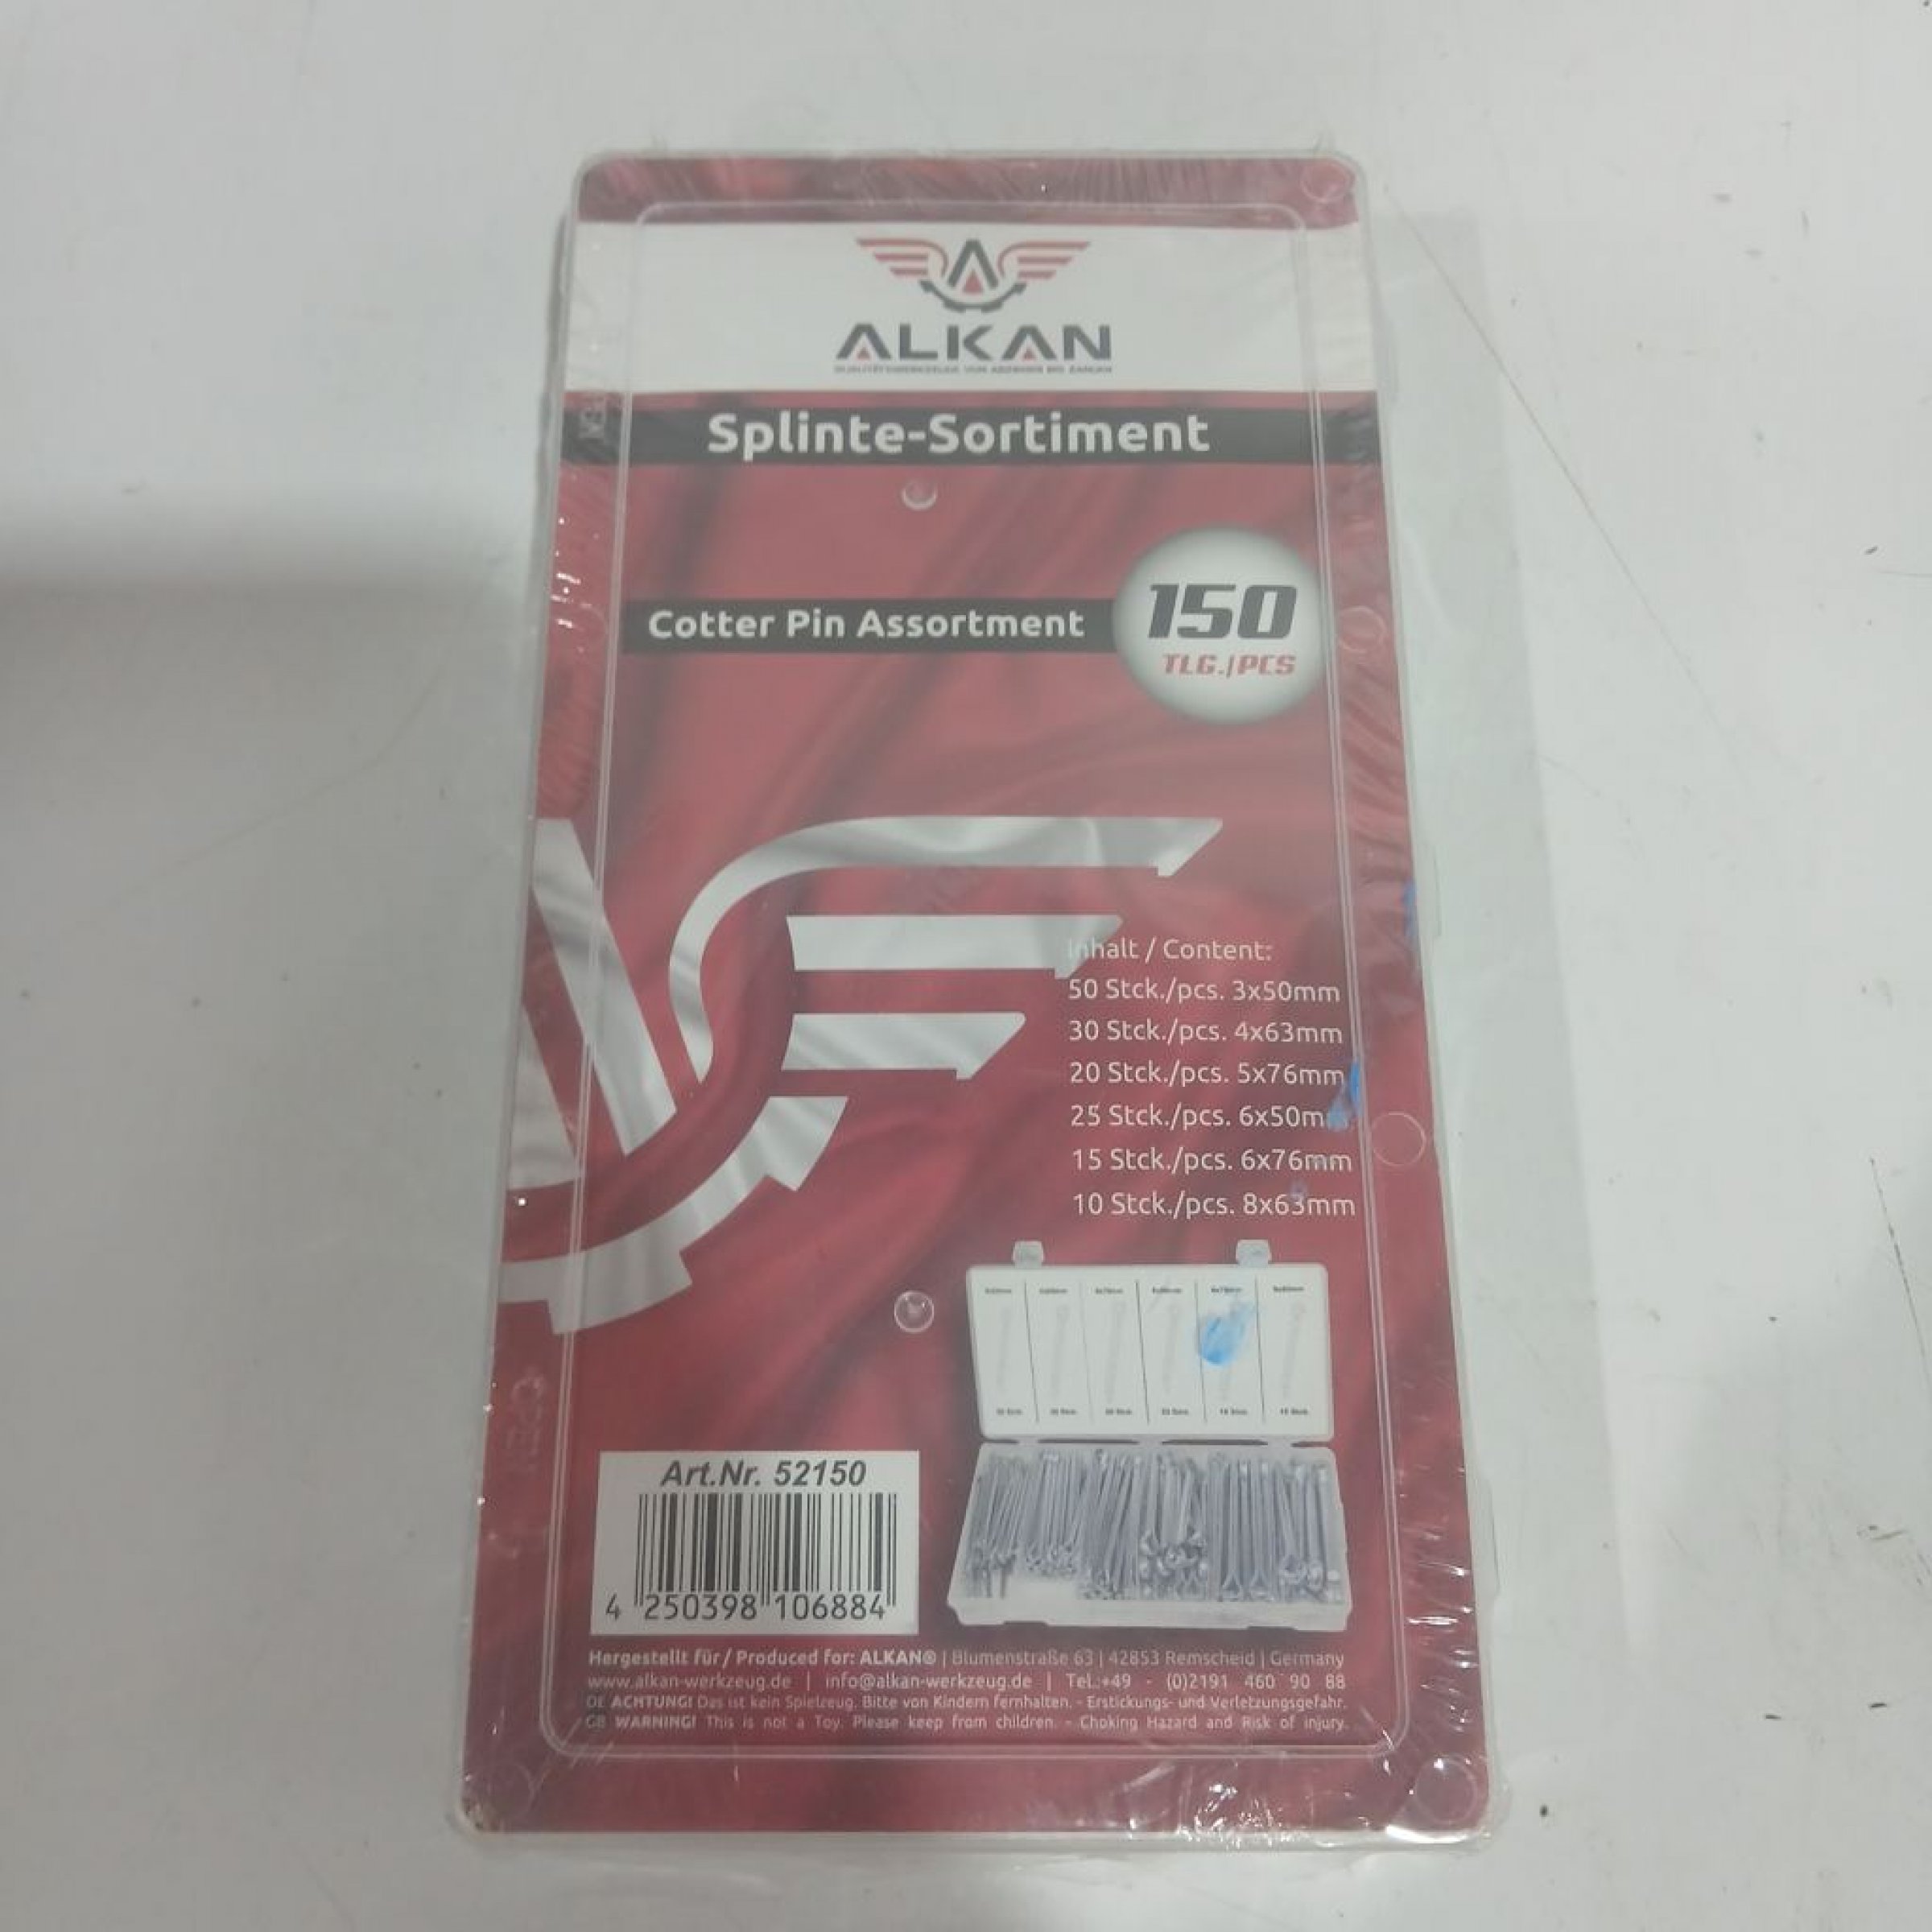 ALKAN
QUALITÄTSWERKZEUGE VON ABZIEHER BIS ZANGEN
Splinte-Sortiment
Cotter Pin Assortment
150
TLG./PCS
Inhalt / Content:
50 Stck./pcs. 3x50mm
30 Stck./pcs. 4x63mm
20 Stck./pcs. 5x76mm
25 Stck./pcs. 6x50mm
15 Stck./pcs. 6x76mm
10 Stck./pcs. 8x63mm
Art.Nr. 52150
4 250398 106884
Hergestellt für / Produced for: ALKAN® | Blumenstraße 63 | 42853 Remscheid | Germany
www.alkan-werkzeug.de | info@alkan-werkzeug.de | Tel.:+49 - (0)2191 460 90 88
DE ACHTUNG! Das ist kein Spielzeug. Bitte von Kindern fernhalten. - Erstickungs- und Verletzungsgefahr.
GB WARNING! This is not a Toy. Please keep from children. - Choking Hazard and Risk of injury.